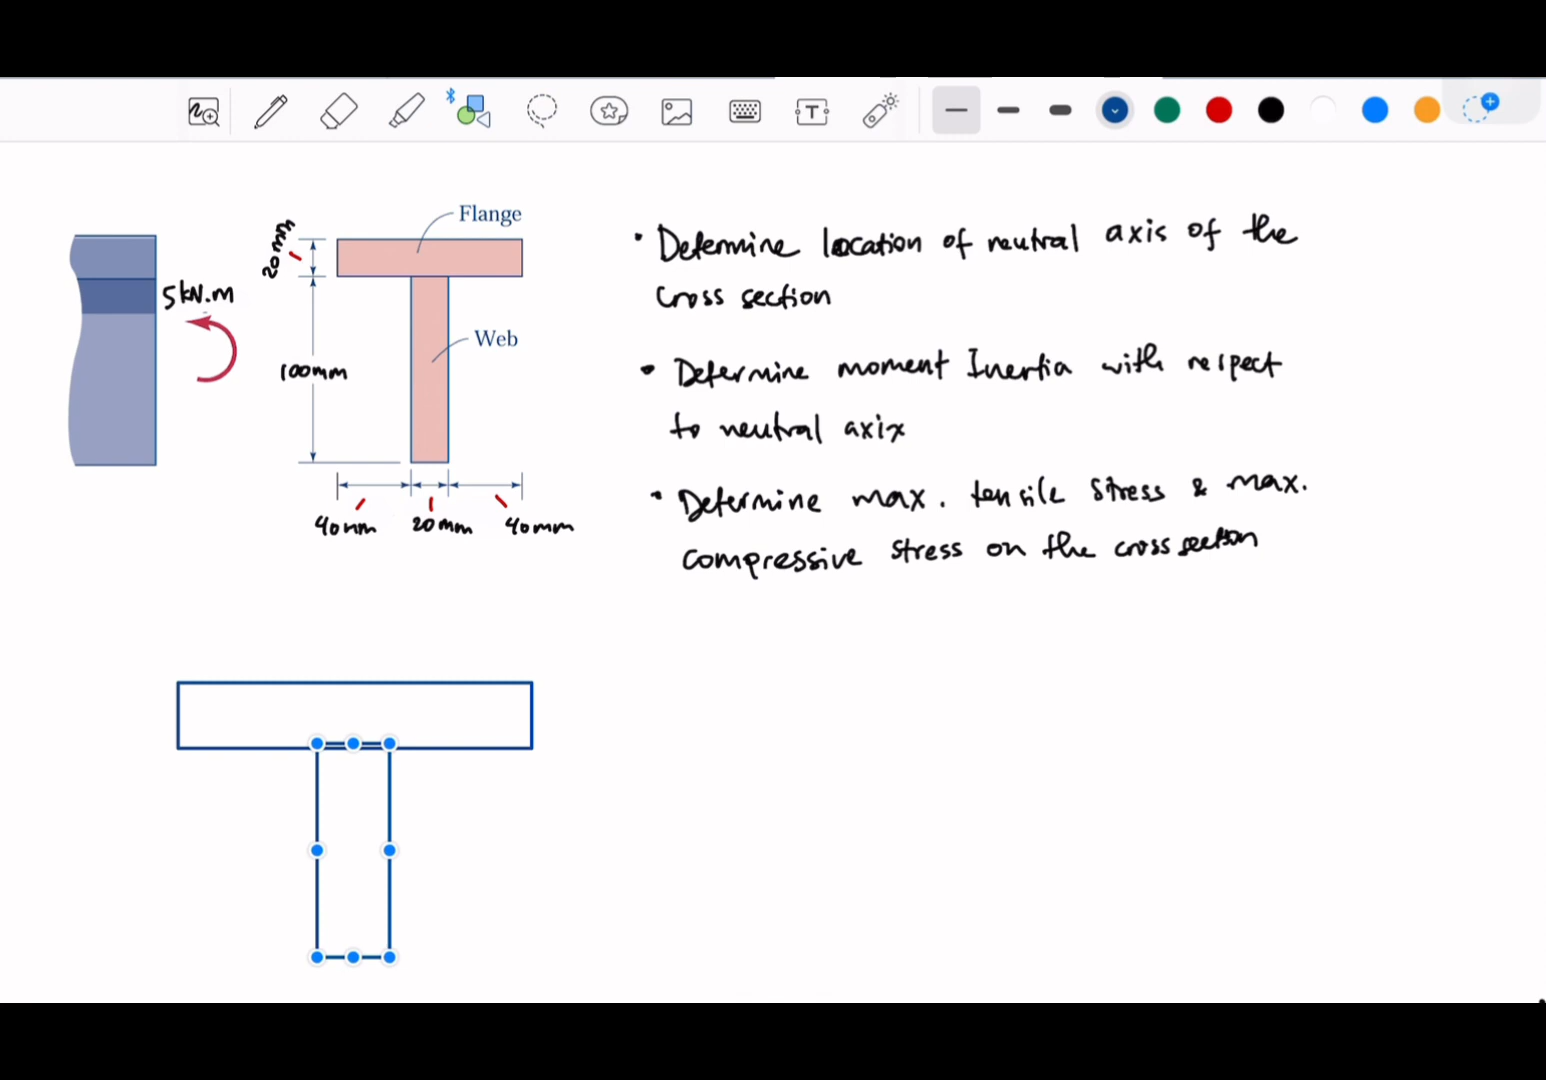 Flange
20mm
5kN.m
Web
100mm
40mm 20mm 40mm
• Determine location of neutral axis of the
cross section
• Determine moment Inertia with respect
to neutral axix
• Determine max. tensile stress & max.
compressive stress on the cross section
T